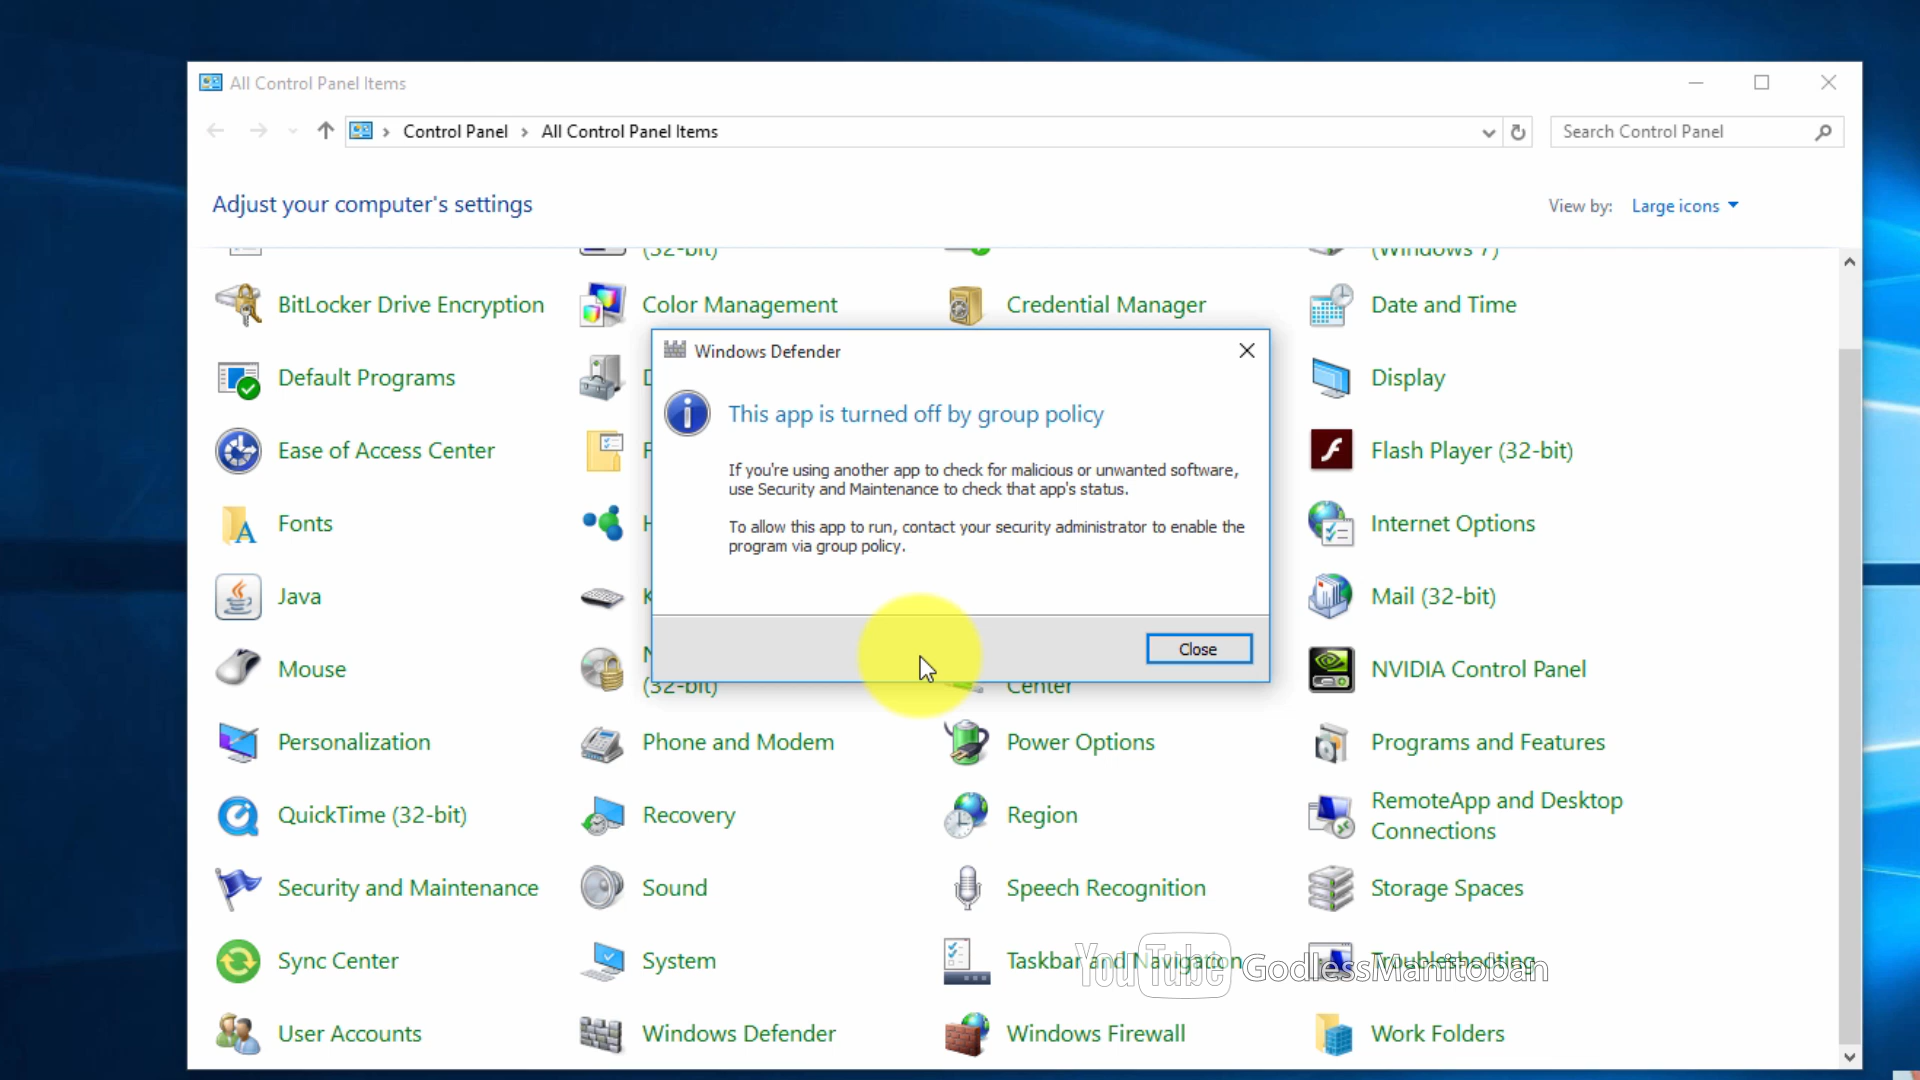 All Control Panel Items
Control Panel > All Control Panel Items
Search Control Panel
Adjust your computer's settings
View by: Large icons
(32-bit)
(Windows 7)
BitLocker Drive Encryption
Color Management
Credential Manager
Date and Time
Windows Defender
This app is turned off by group policy
If you're using another app to check for malicious or unwanted software,
use Security and Maintenance to check that app's status.
To allow this app to run, contact your security administrator to enable the
program via group policy.
Close
Default Programs
Display
Ease of Access Center
Flash Player (32-bit)
Fonts
Internet Options
Java
Mail (32-bit)
Mouse
(32-bit)
Center
NVIDIA Control Panel
Personalization
Phone and Modem
Power Options
Programs and Features
QuickTime (32-bit)
Recovery
Region
RemoteApp and Desktop
Connections
Security and Maintenance
Sound
Speech Recognition
Storage Spaces
Sync Center
System
Taskbar and Navigation
Troubleshooting
YouTube GodlessManitoban
User Accounts
Windows Defender
Windows Firewall
Work Folders